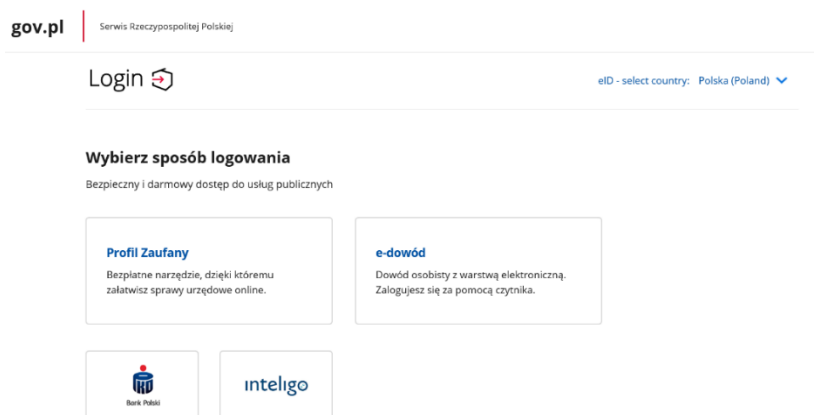 gov.pl
Serwis Rzeczypospolitej Polskiej
Login
eID - select country: Polska (Poland)
Wybierz sposób logowania
Bezpieczny i darmowy dostęp do usług publicznych
Profil Zaufany
Bezpłatne narzędzie, dzięki któremu
załatwisz sprawy urzędowe online.
e-dowód
Dowód osobisty z warstwą elektroniczną.
Zalogujesz się za pomocą czytnika.
PKO
Bank Polski
inteligo